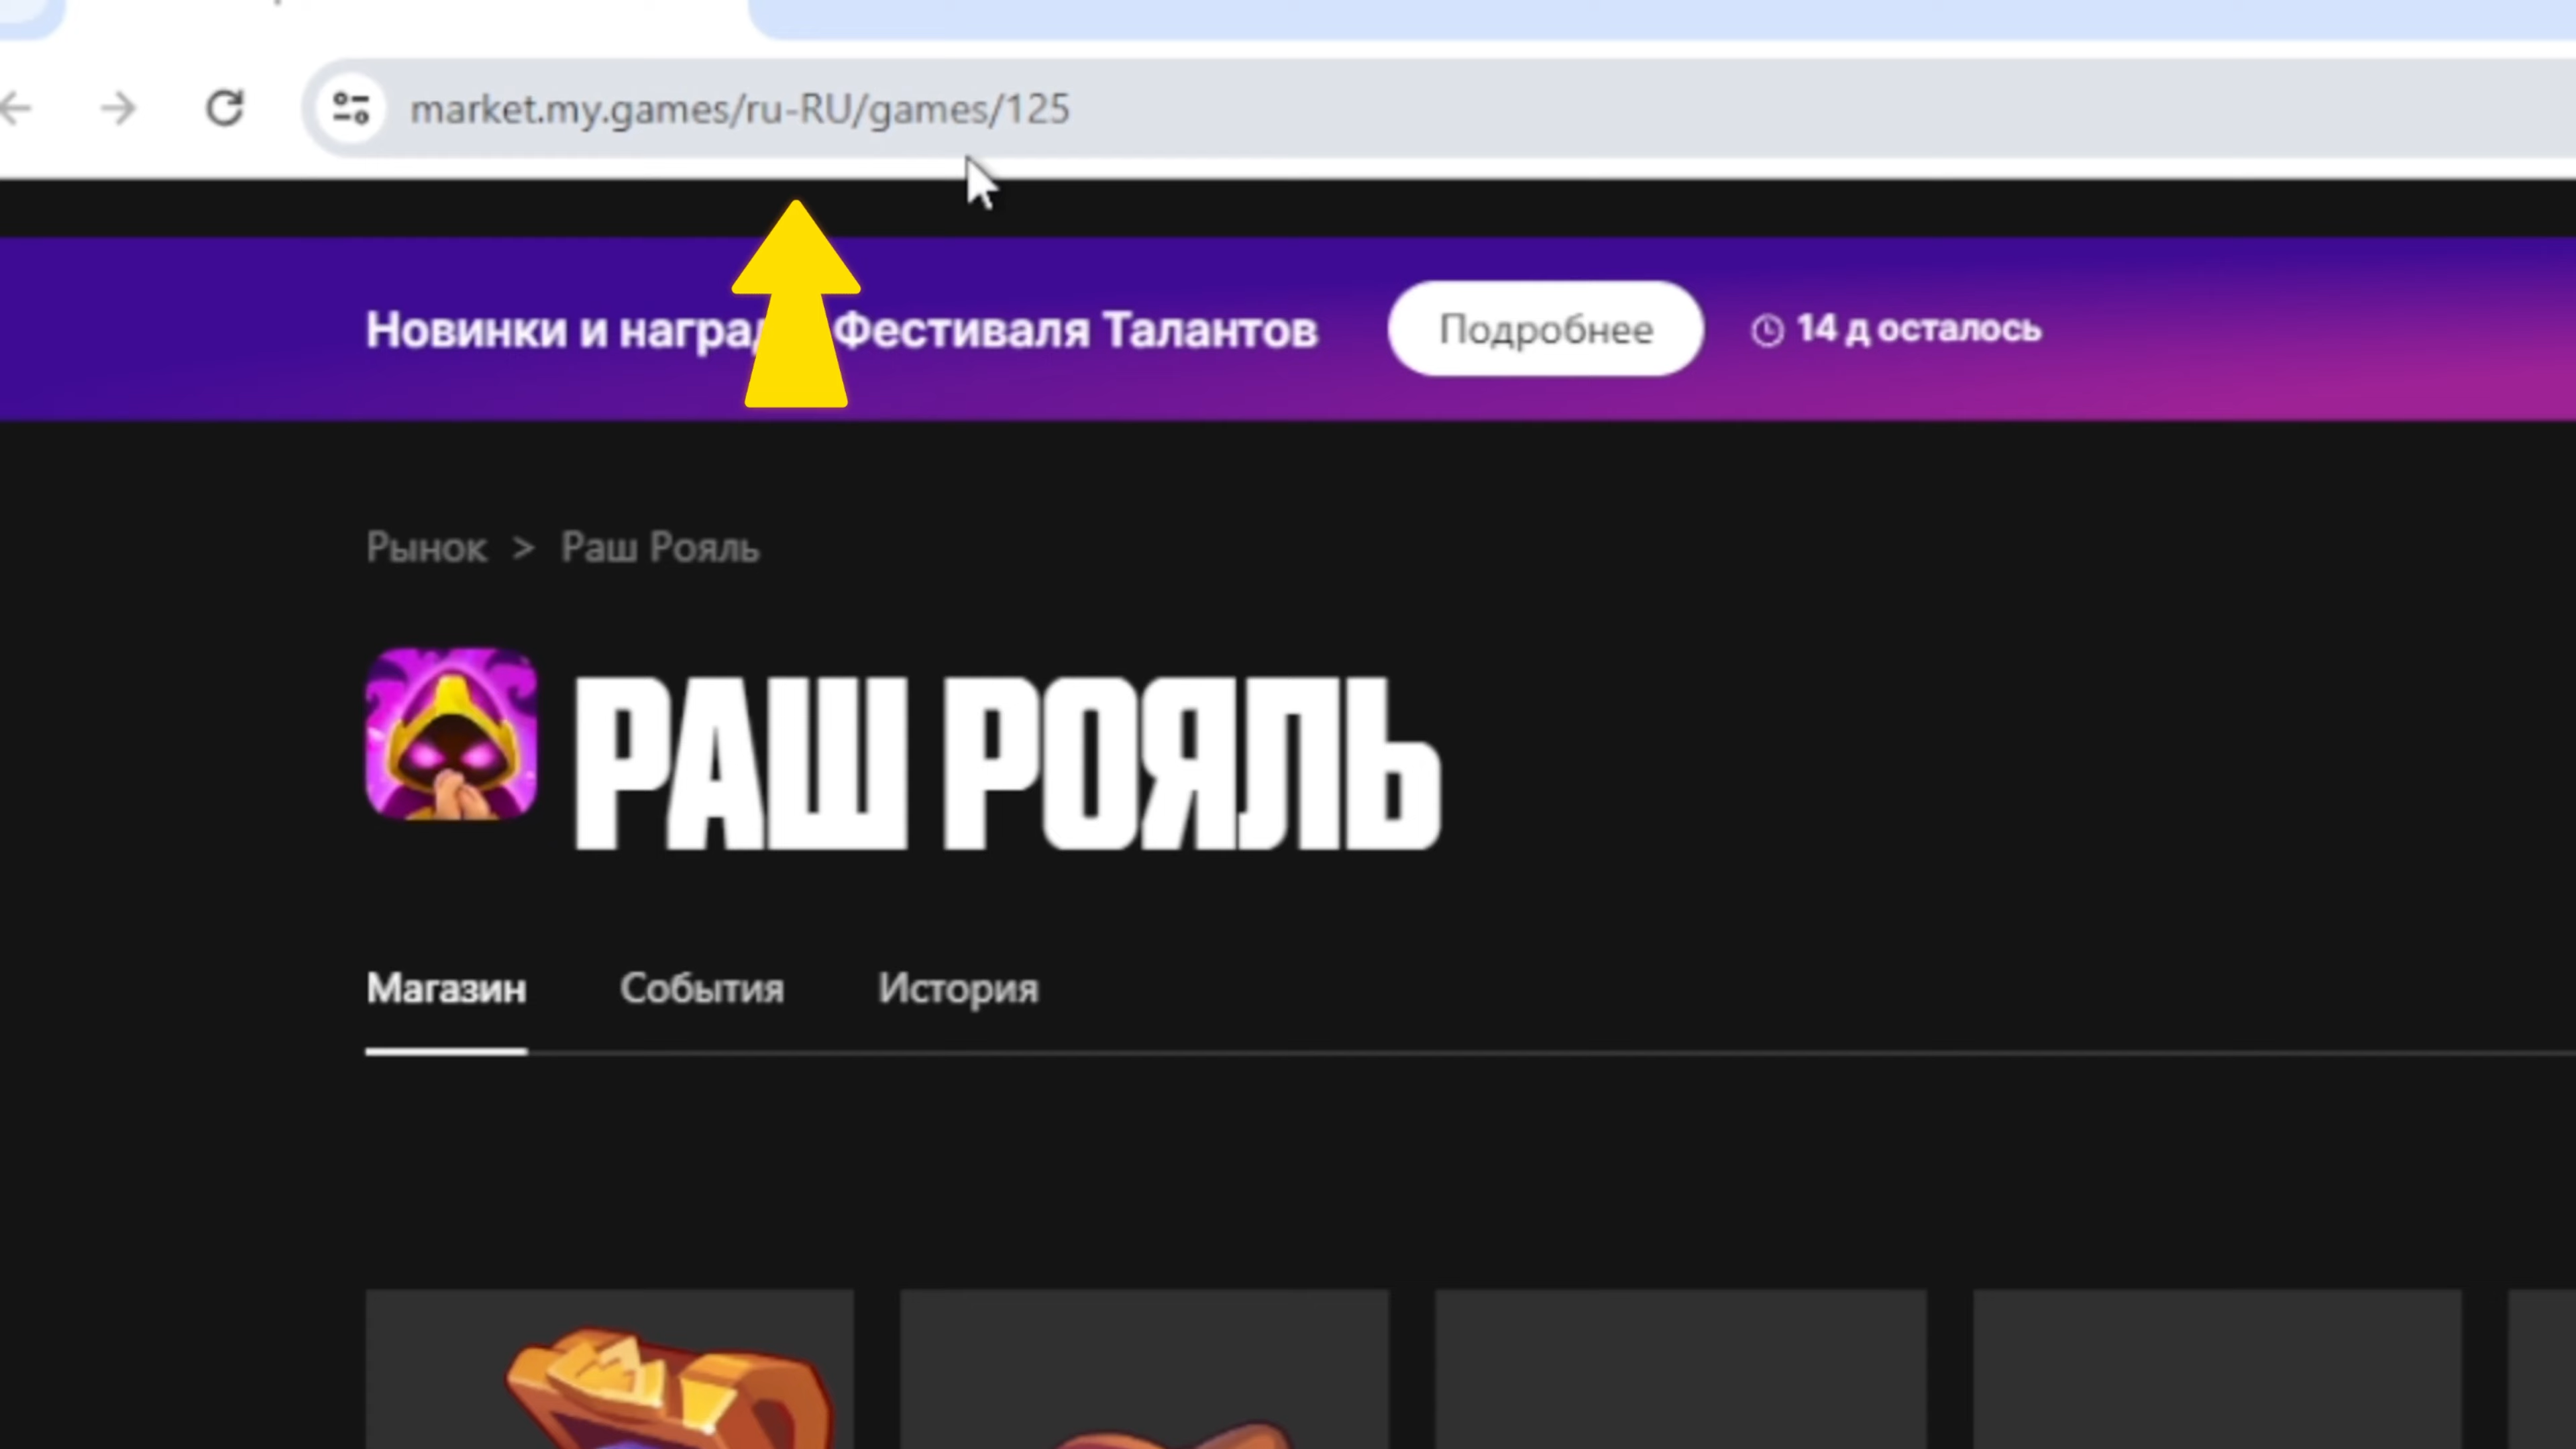 market.my.games/ru-RU/games/125
Новинки и Фестиваля Талантов
Подробнее
14 д осталось
Рынок > Раш Рояль
РАШ РОЯЛЬ
Магазин События История